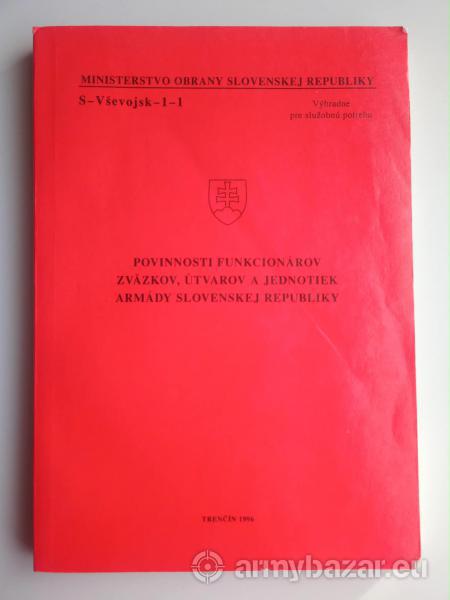 MINISTERSTVO OBRANY SLOVENSKEJ REPUBLIKY
S–Vševojsk–1–1
Výhradne
pre služobnú potrebu
POVINNOSTI FUNKCIONÁROV
ZVÄZKOV, ÚTVAROV A JEDNOTIEK
ARMÁDY SLOVENSKEJ REPUBLIKY
TRENČÍN 1996
armybazar.eu